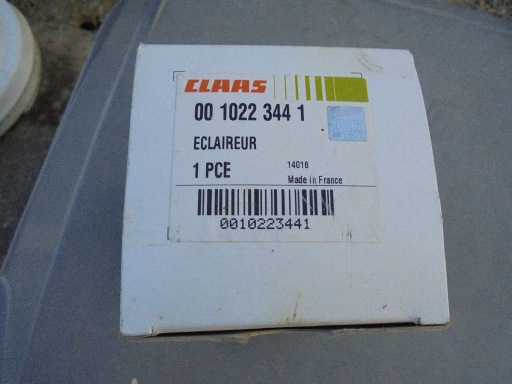 CLAAS
00 1022 344 1
ECLAIREUR
1 PCE
14016
Made in France
0010223441